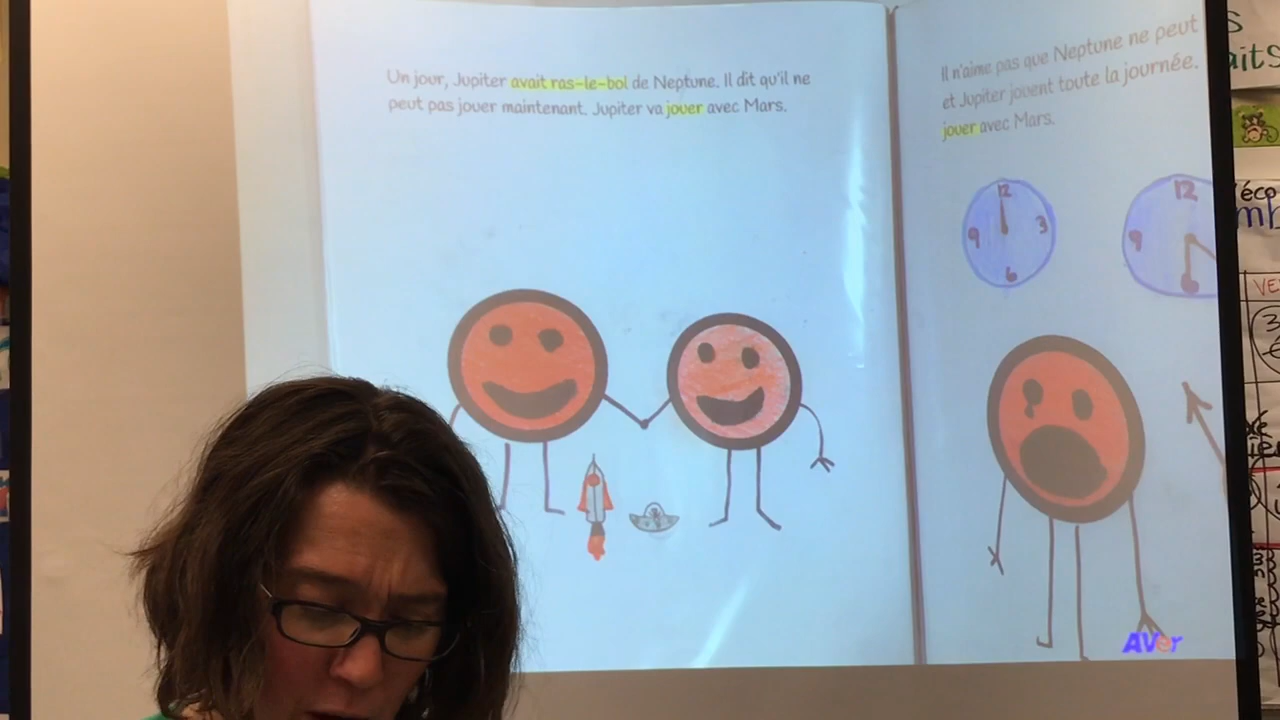 Un jour, Jupiter avait ras-le-bol de Neptune. Il dit qu'il ne
peut pas jouer maintenant. Jupiter va jouer avec Mars.
Il n'aime pas que Neptune ne peut
et Jupiter jouent toute la journée.
jouer avec Mars.
12
3
6
9
12
9
AVer
aits
éco